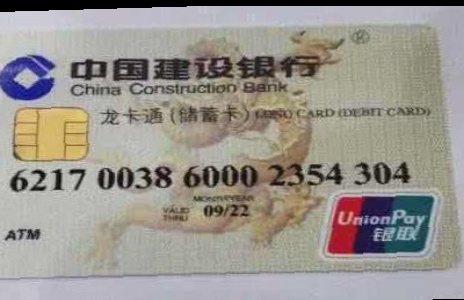 中国建设银行
China Construction Bank
龙卡通(储蓄卡) LONG CARD (DEBIT CARD)
6217 0038 6000 2354 304
MONTH/YEAR
VALID THRU 09/22
ATM
UnionPay
银联